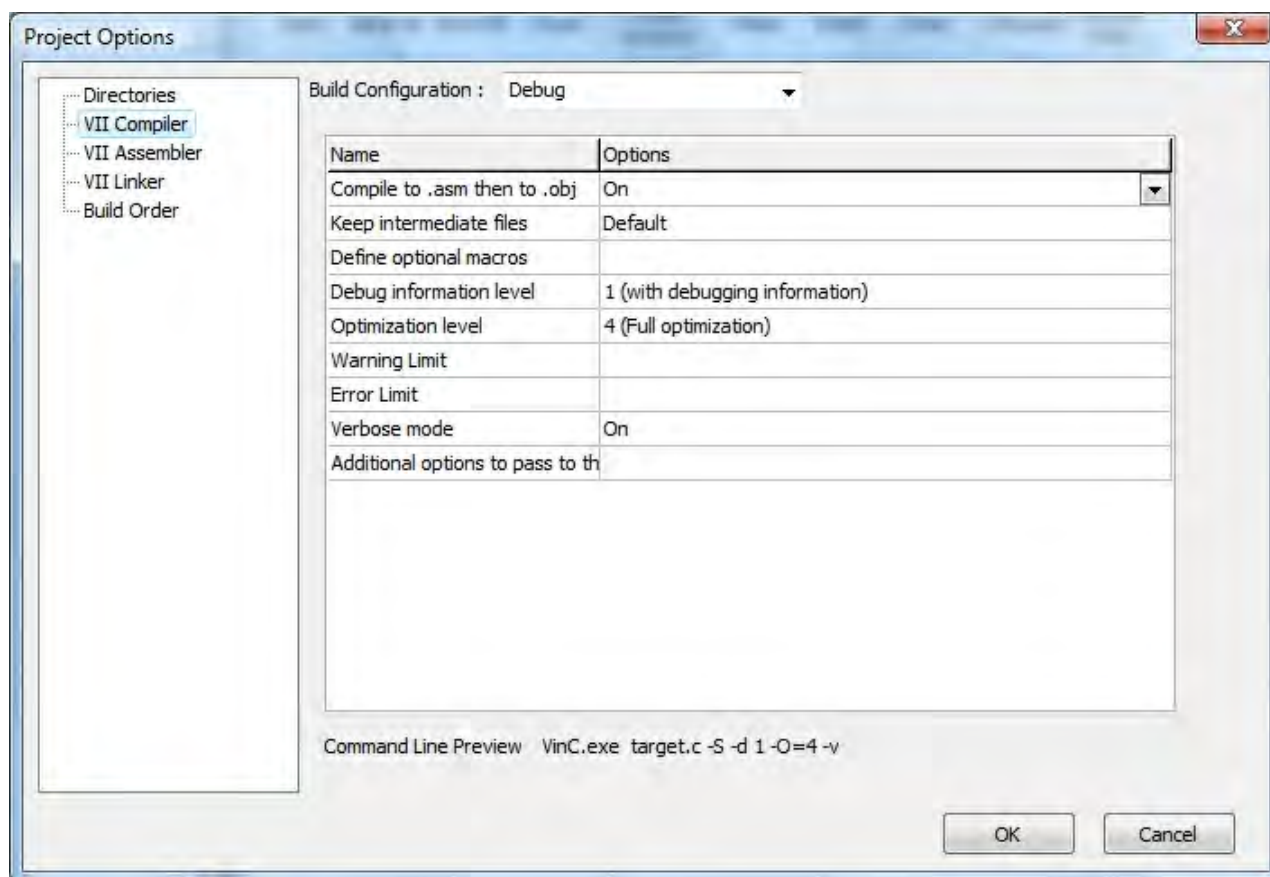 Project Options
Directories
VII Compiler
VII Assembler
VII Linker
Build Order
Build Configuration : Debug
Name Options
Compile to .asm then to .obj On
Keep intermediate files Default
Define optional macros
Debug information level 1 (with debugging information)
Optimization level 4 (Full optimization)
Warning Limit
Error Limit
Verbose mode On
Additional options to pass to th
Command Line Preview VinC.exe target.c -S -d 1 -O=4 -v
OK Cancel